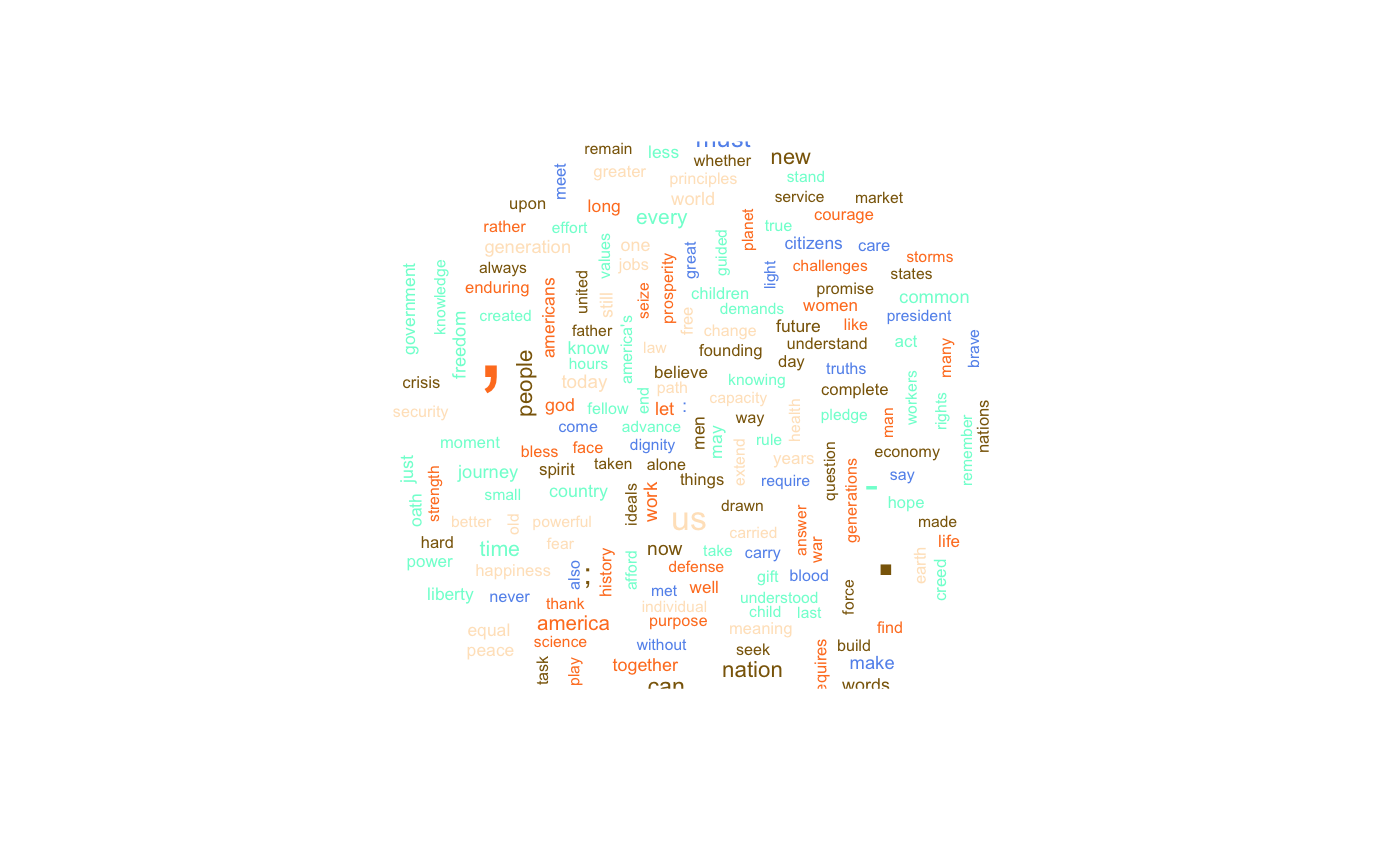 must
remain
less
whether
new
greater
principles
stand
meet
world
service
market
upon
long
every
planet
courage
rather
effort
true
generation
values
one
great
guided
citizens
care
always
jobs
prosperity
light
challenges
storms
states
government
knowledge
enduring
americans
united
still
seize
children
promise
common
freedom
created
free
demands
women
president
father
america's
change
future
like
know
law
founding
understand
act
many
brave
hours
day
crisis
,
people
today
believe
path
knowing
truths
complete
workers
security
god
fellow
end
let
:
capacity
health
pledge
man
rights
nations
come
advance
men
may
way
remember
moment
bless
face
dignity
rule
economy
just
journey
spirit
taken
alone
extend
years
question
say
strength
small
country
things
require
generations
-
hope
oath
better
old
powerful
ideals
work
us
drawn
carried
answer
made
hard
time
fear
now
take
carry
war
life
power
happiness
also
;
history
afford
defense
gift
blood
.
earth
creed
liberty
never
met
well
understood
force
thank
individual
child
last
equal
america
purpose
meaning
find
peace
science
without
seek
build
task
play
together
nation
equires
make
can
words